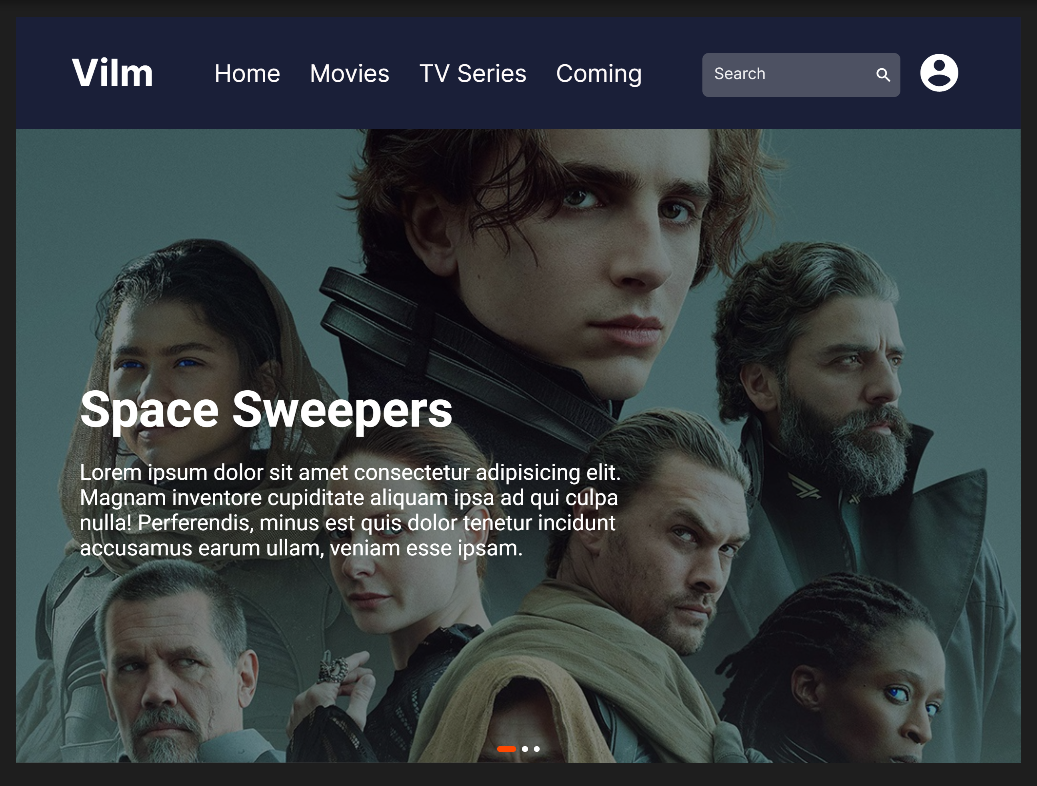 Vilm
Home Movies TV Series Coming
Search
Space Sweepers
Lorem ipsum dolor sit amet consectetur adipisicing elit.
Magnam inventore cupiditate aliquam ipsa ad qui culpa
nulla! Perferendis, minus est quis dolor tenetur incidunt
accusamus earum ullam, veniam esse ipsam.